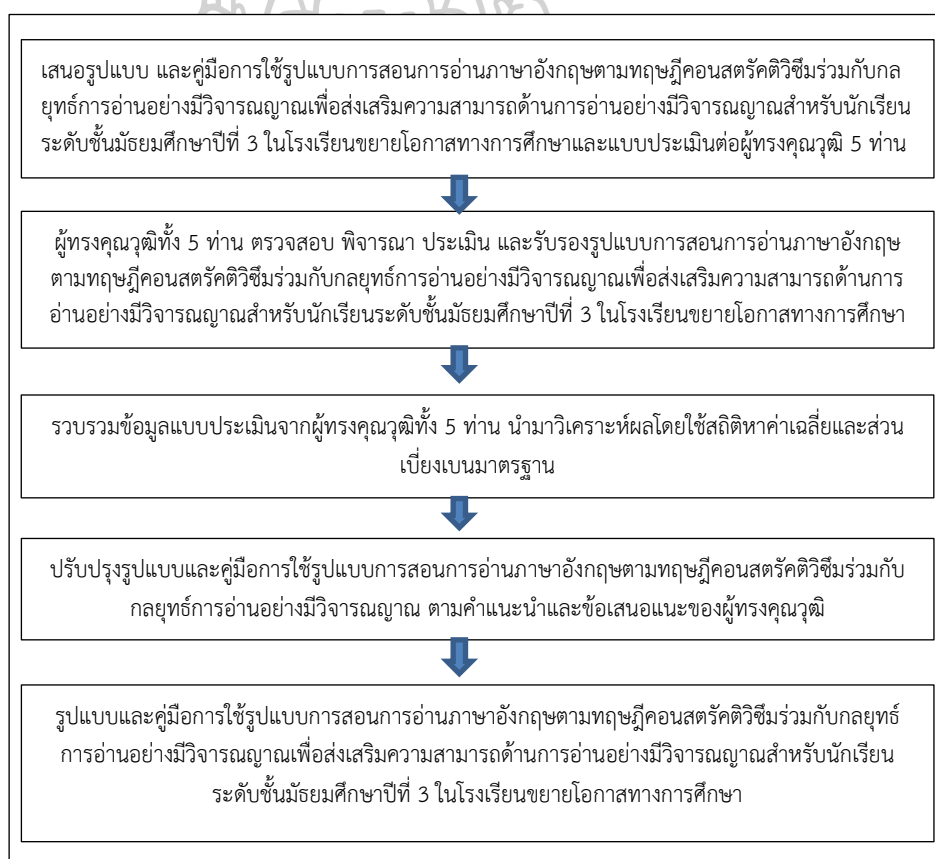 เสนอรูปแบบ และคู่มือการใช้รูปแบบการสอนการอ่านภาษาอังกฤษตามทฤษฎีคอนสตรัคติวิซึมร่วมกับกล
ยุทธ์การอ่านอย่างมีวิจารณญาณเพื่อส่งเสริมความสามารถด้านการอ่านอย่างมีวิจารณญาณสำหรับนักเรียน
ระดับชั้นมัธยมศึกษาปีที่ 3 ในโรงเรียนขยายโอกาสทางการศึกษาและแบบประเมินต่อผู้ทรงคุณวุฒิ 5 ท่าน
ผู้ทรงคุณวุฒิทั้ง 5 ท่าน ตรวจสอบ พิจารณา ประเมิน และรับรองรูปแบบการสอนการอ่านภาษาอังกฤษ
ตามทฤษฎีคอนสตรัคติวิซึมร่วมกับกลยุทธ์การอ่านอย่างมีวิจารณญาณเพื่อส่งเสริมความสามารถด้านการ
อ่านอย่างมีวิจารณญาณสำหรับนักเรียนระดับชั้นมัธยมศึกษาปีที่ 3 ในโรงเรียนขยายโอกาสทางการศึกษา
รวบรวมข้อมูลแบบประเมินจากผู้ทรงคุณวุฒิทั้ง 5 ท่าน นำมาวิเคราะห์ผลโดยใช้สถิติหาค่าเฉลี่ยและส่วน
เบี่ยงเบนมาตรฐาน
ปรับปรุงรูปแบบและคู่มือการใช้รูปแบบการสอนการอ่านภาษาอังกฤษตามทฤษฎีคอนสตรัคติวิซึมร่วมกับ
กลยุทธ์การอ่านอย่างมีวิจารณญาณ ตามคำแนะนำและข้อเสนอแนะของผู้ทรงคุณวุฒิ
รูปแบบและคู่มือการใช้รูปแบบการสอนการอ่านภาษาอังกฤษตามทฤษฎีคอนสตรัคติวิซึมร่วมกับกลยุทธ์
การอ่านอย่างมีวิจารณญาณเพื่อส่งเสริมความสามารถด้านการอ่านอย่างมีวิจารณญาณสำหรับนักเรียน
ระดับชั้นมัธยมศึกษาปีที่ 3 ในโรงเรียนขยายโอกาสทางการศึกษา